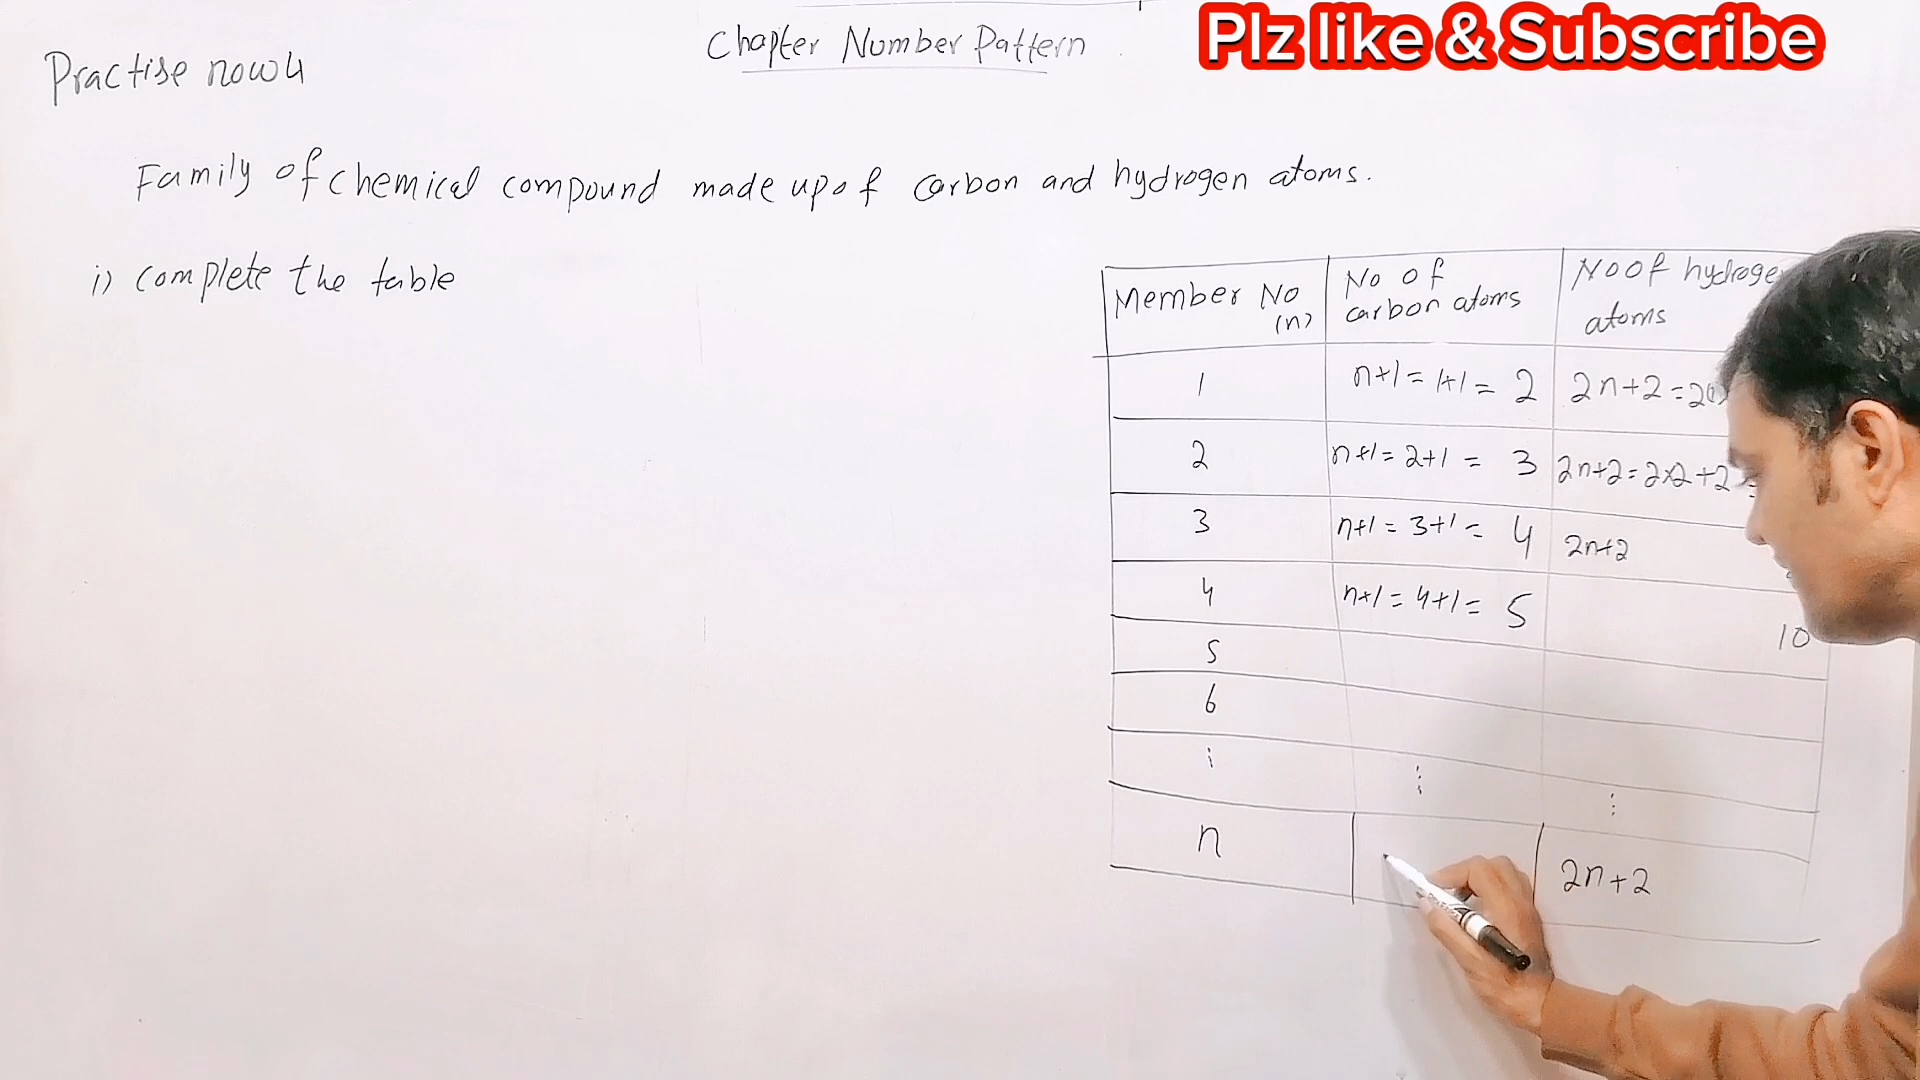 Chapter Number Pattern
Plz like & Subscribe
Practise now 4
Family of chemical compound made up of carbon and hydrogen atoms.
i) complete the table
Member No (n)
No of carbon atoms
No of hydroge
atoms
1
n+1 = 1+1 = 2
2n+2 = 2(
2
n+1 = 2+1 = 3
2n+2 = 2×2+2
3
n+1 = 3+1 = 4
2n+2
4
n+1 = 4+1 = 5
10
5
6
⋮
⋮
⋮
n
2n+2